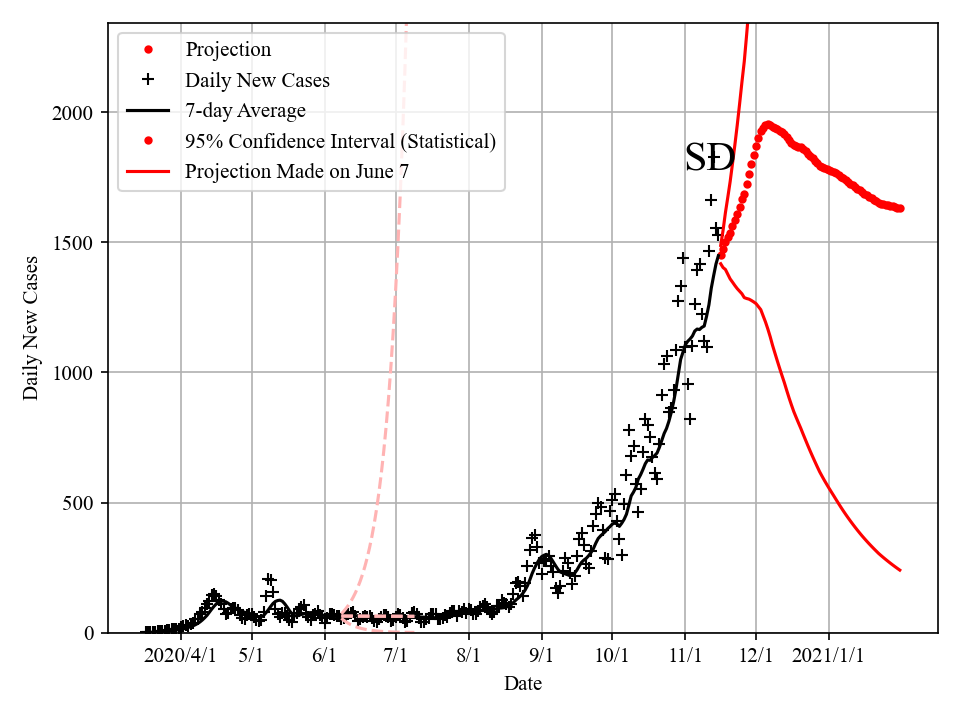 Projection
Daily New Cases
7-day Average
95% Confidence Interval (Statistical)
Projection Made on June 7
SĐ
2000
1500
1000
500
0
Daily New Cases
2020/4/1 5/1 6/1 7/1 8/1 9/1 10/1 11/1 12/1 2021/1/1
Date